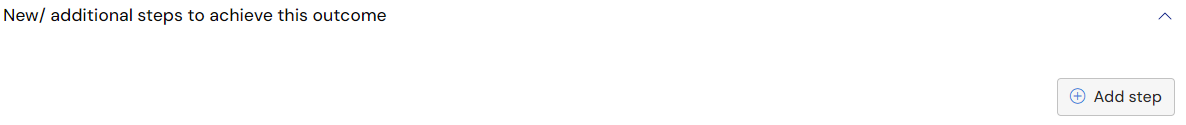 New/ additional steps to achieve this outcome
Add step